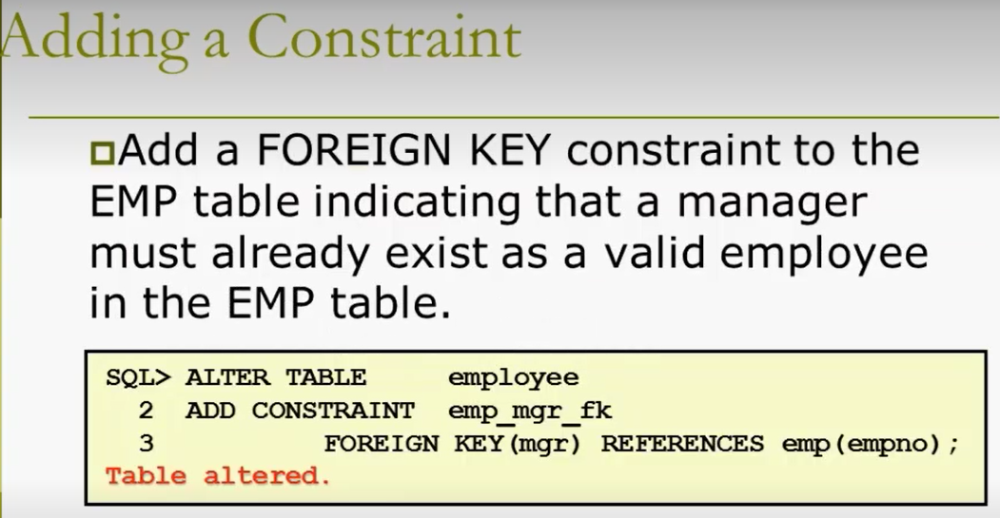 Adding a Constraint
Add a FOREIGN KEY constraint to the
EMP table indicating that a manager
must already exist as a valid employee
in the EMP table.
SQL> ALTER TABLE employee
2 ADD CONSTRAINT emp_mgr_fk
3 FOREIGN KEY(mgr) REFERENCES emp(empno);
Table altered.